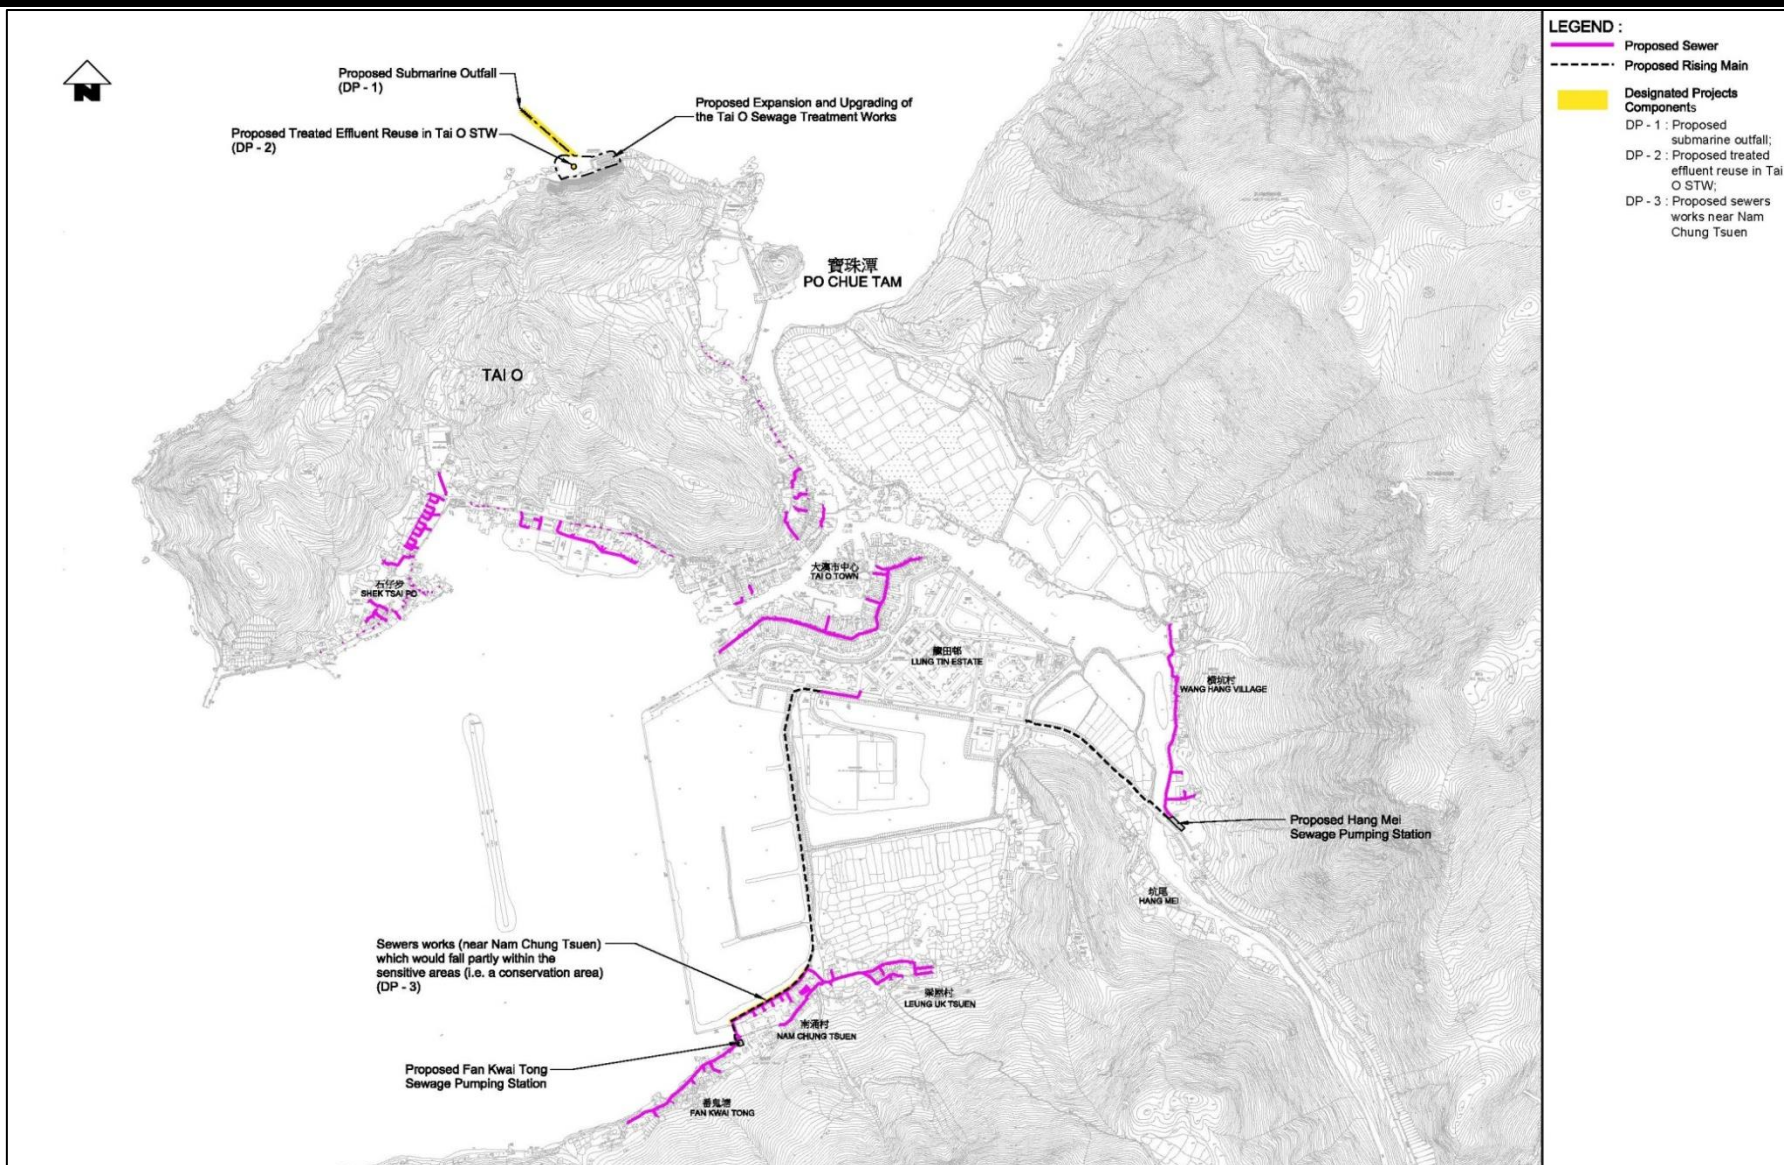 N
Proposed Submarine Outfall
(DP - 1)
Proposed Treated Effluent Reuse in Tai O STW
(DP - 2)
Proposed Expansion and Upgrading of
the Tai O Sewage Treatment Works
寶珠潭
PO CHUE TAM
TAI O
石仔埗
SHEK TSAI PO
大澳市中心
TAI O TOWN
龍田邨
LUNG TIN ESTATE
橫坑村
WANG HANG VILLAGE
Proposed Hang Mei
Sewage Pumping Station
坑尾
HANG MEI
Sewers works (near Nam Chung Tsuen)
which would fall partly within the
sensitive areas (i.e. a conservation area)
(DP - 3)
梁屋村
LEUNG UK TSUEN
南涌村
NAM CHUNG TSUEN
Proposed Fan Kwai Tong
Sewage Pumping Station
番鬼塘
FAN KWAI TONG
LEGEND :
Proposed Sewer
Proposed Rising Main
Designated Projects
Components
DP - 1 : Proposed
submarine outfall;
DP - 2 : Proposed treated
effluent reuse in Tai
O STW;
DP - 3 : Proposed sewers
works near Nam
Chung Tsuen